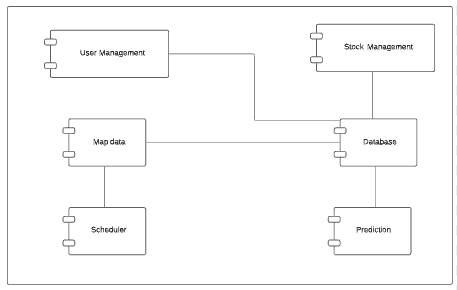 User Management
Stock Management
Map data
Database
Scheduler
Prediction